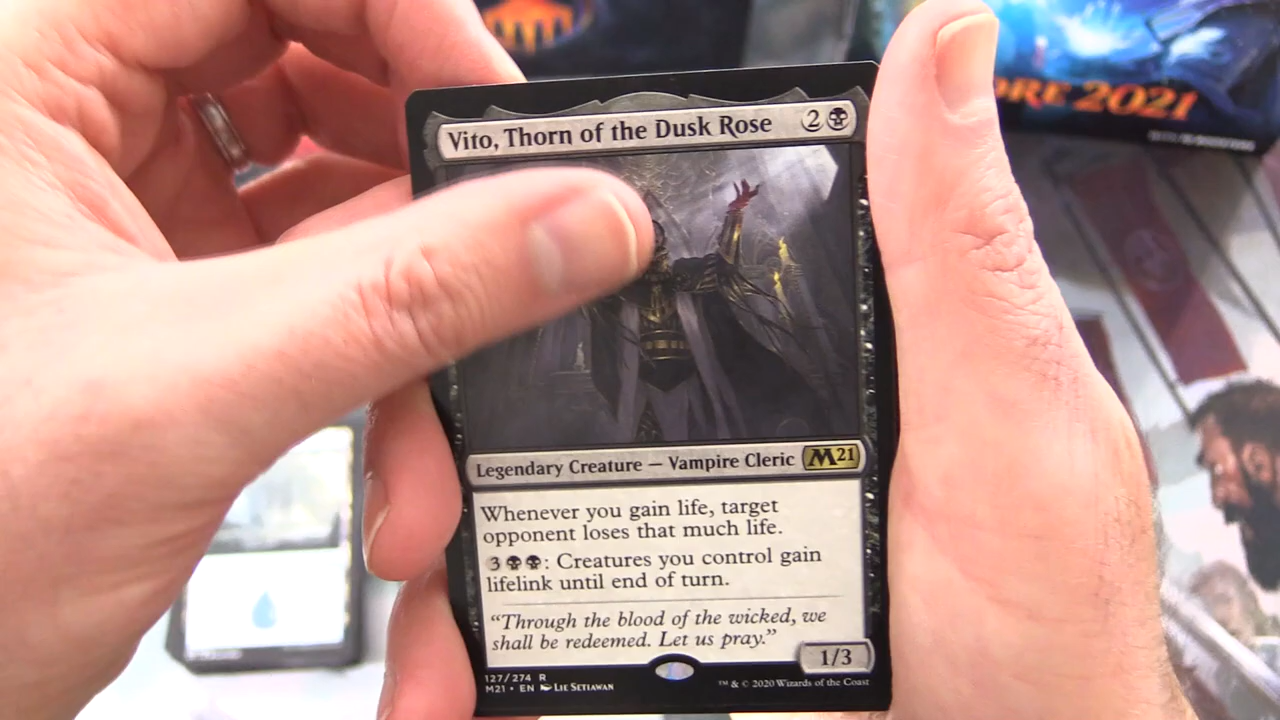 ORE 2021
Vito, Thorn of the Dusk Rose 2
Legendary Creature — Vampire Cleric M21
Whenever you gain life, target
opponent loses that much life.
3: Creatures you control gain
lifelink until end of turn.
“Through the blood of the wicked, we
shall be redeemed. Let us pray.”
1/3
127/274 R
M21 • EN Lie Setiawan
™ & © 2020 Wizards of the Coast